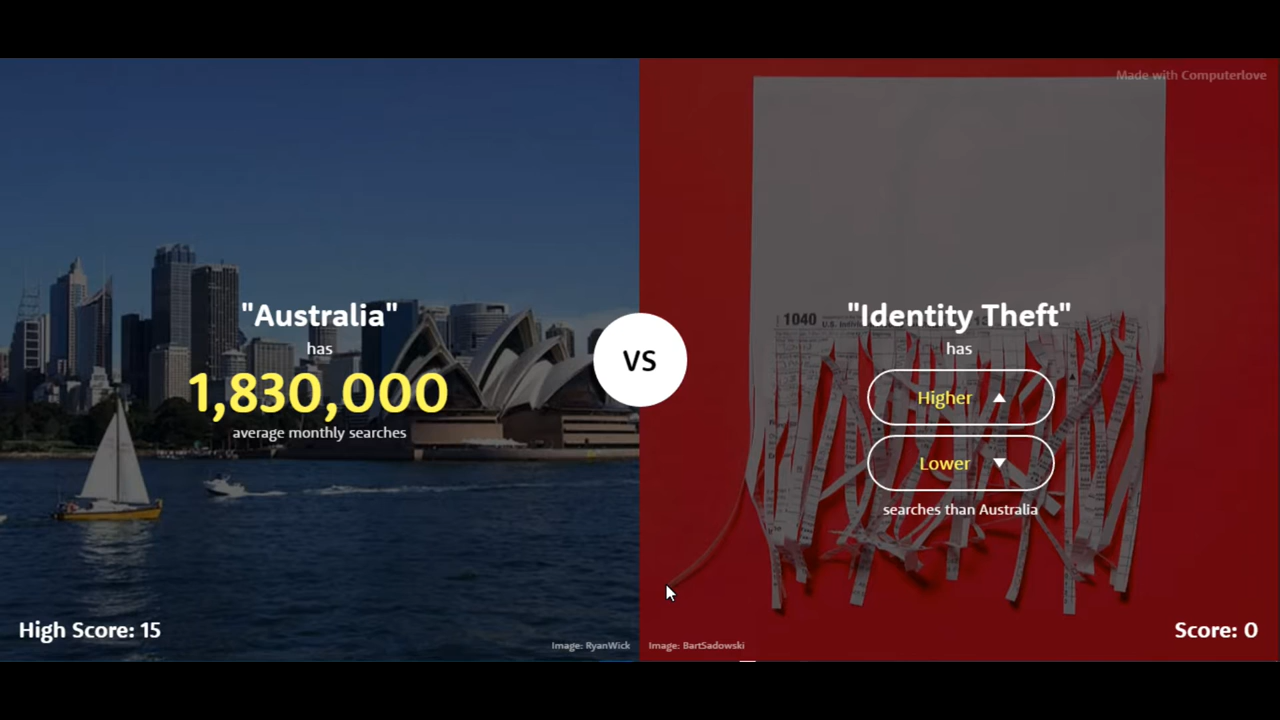 Made with Computerlove
"Australia"
has
1,830,000
average monthly searches
VS
1040
"Identity Theft"
has
Higher
Lower
searches than Australia
High Score: 15
Image: RyanWick
Image: BartSadowski
Score: 0